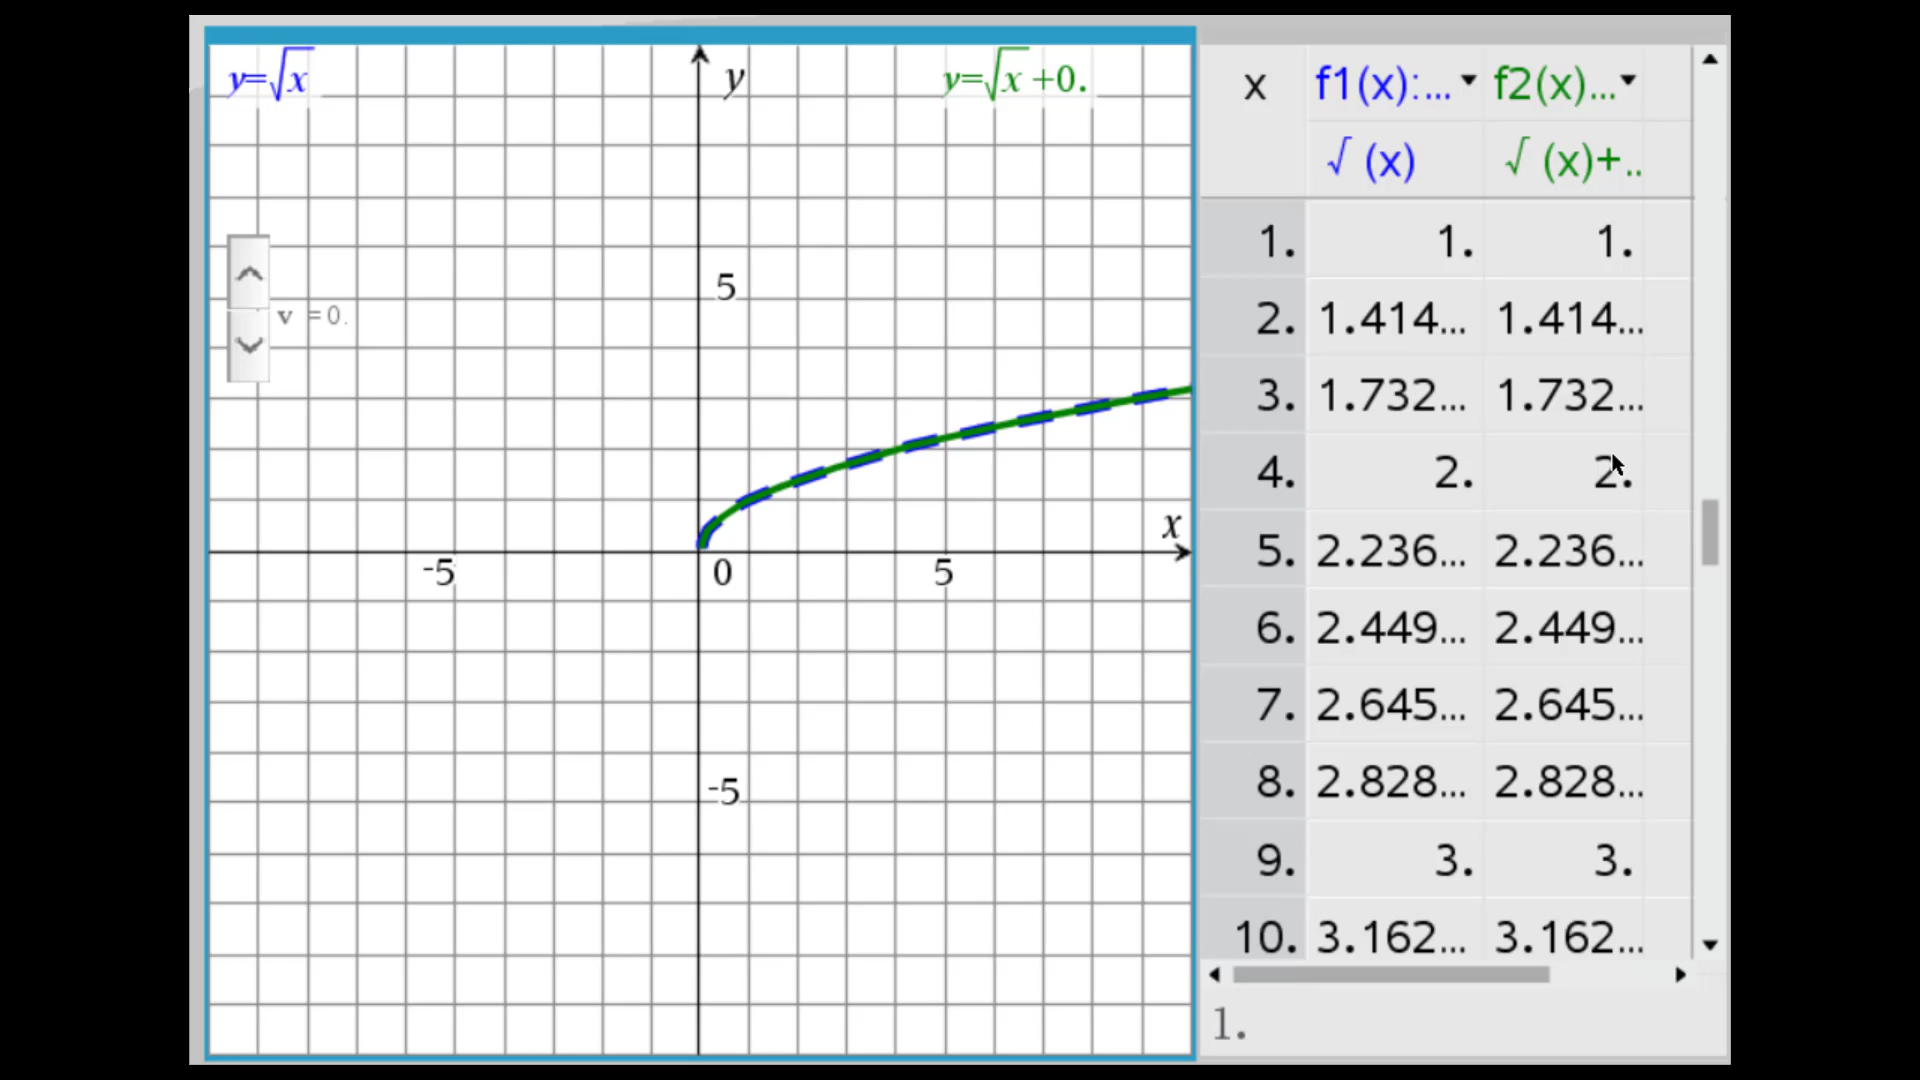 y=√x
y
y=√x +0.
5
v =0.
x
-5
0
5
-5
x f1(x):... f2(x)...
√(x) √(x)+..
1. 1. 1.
2. 1.414... 1.414...
3. 1.732... 1.732...
4. 2. 2.
5. 2.236... 2.236...
6. 2.449... 2.449...
7. 2.645... 2.645...
8. 2.828... 2.828...
9. 3. 3.
10. 3.162... 3.162...
1.